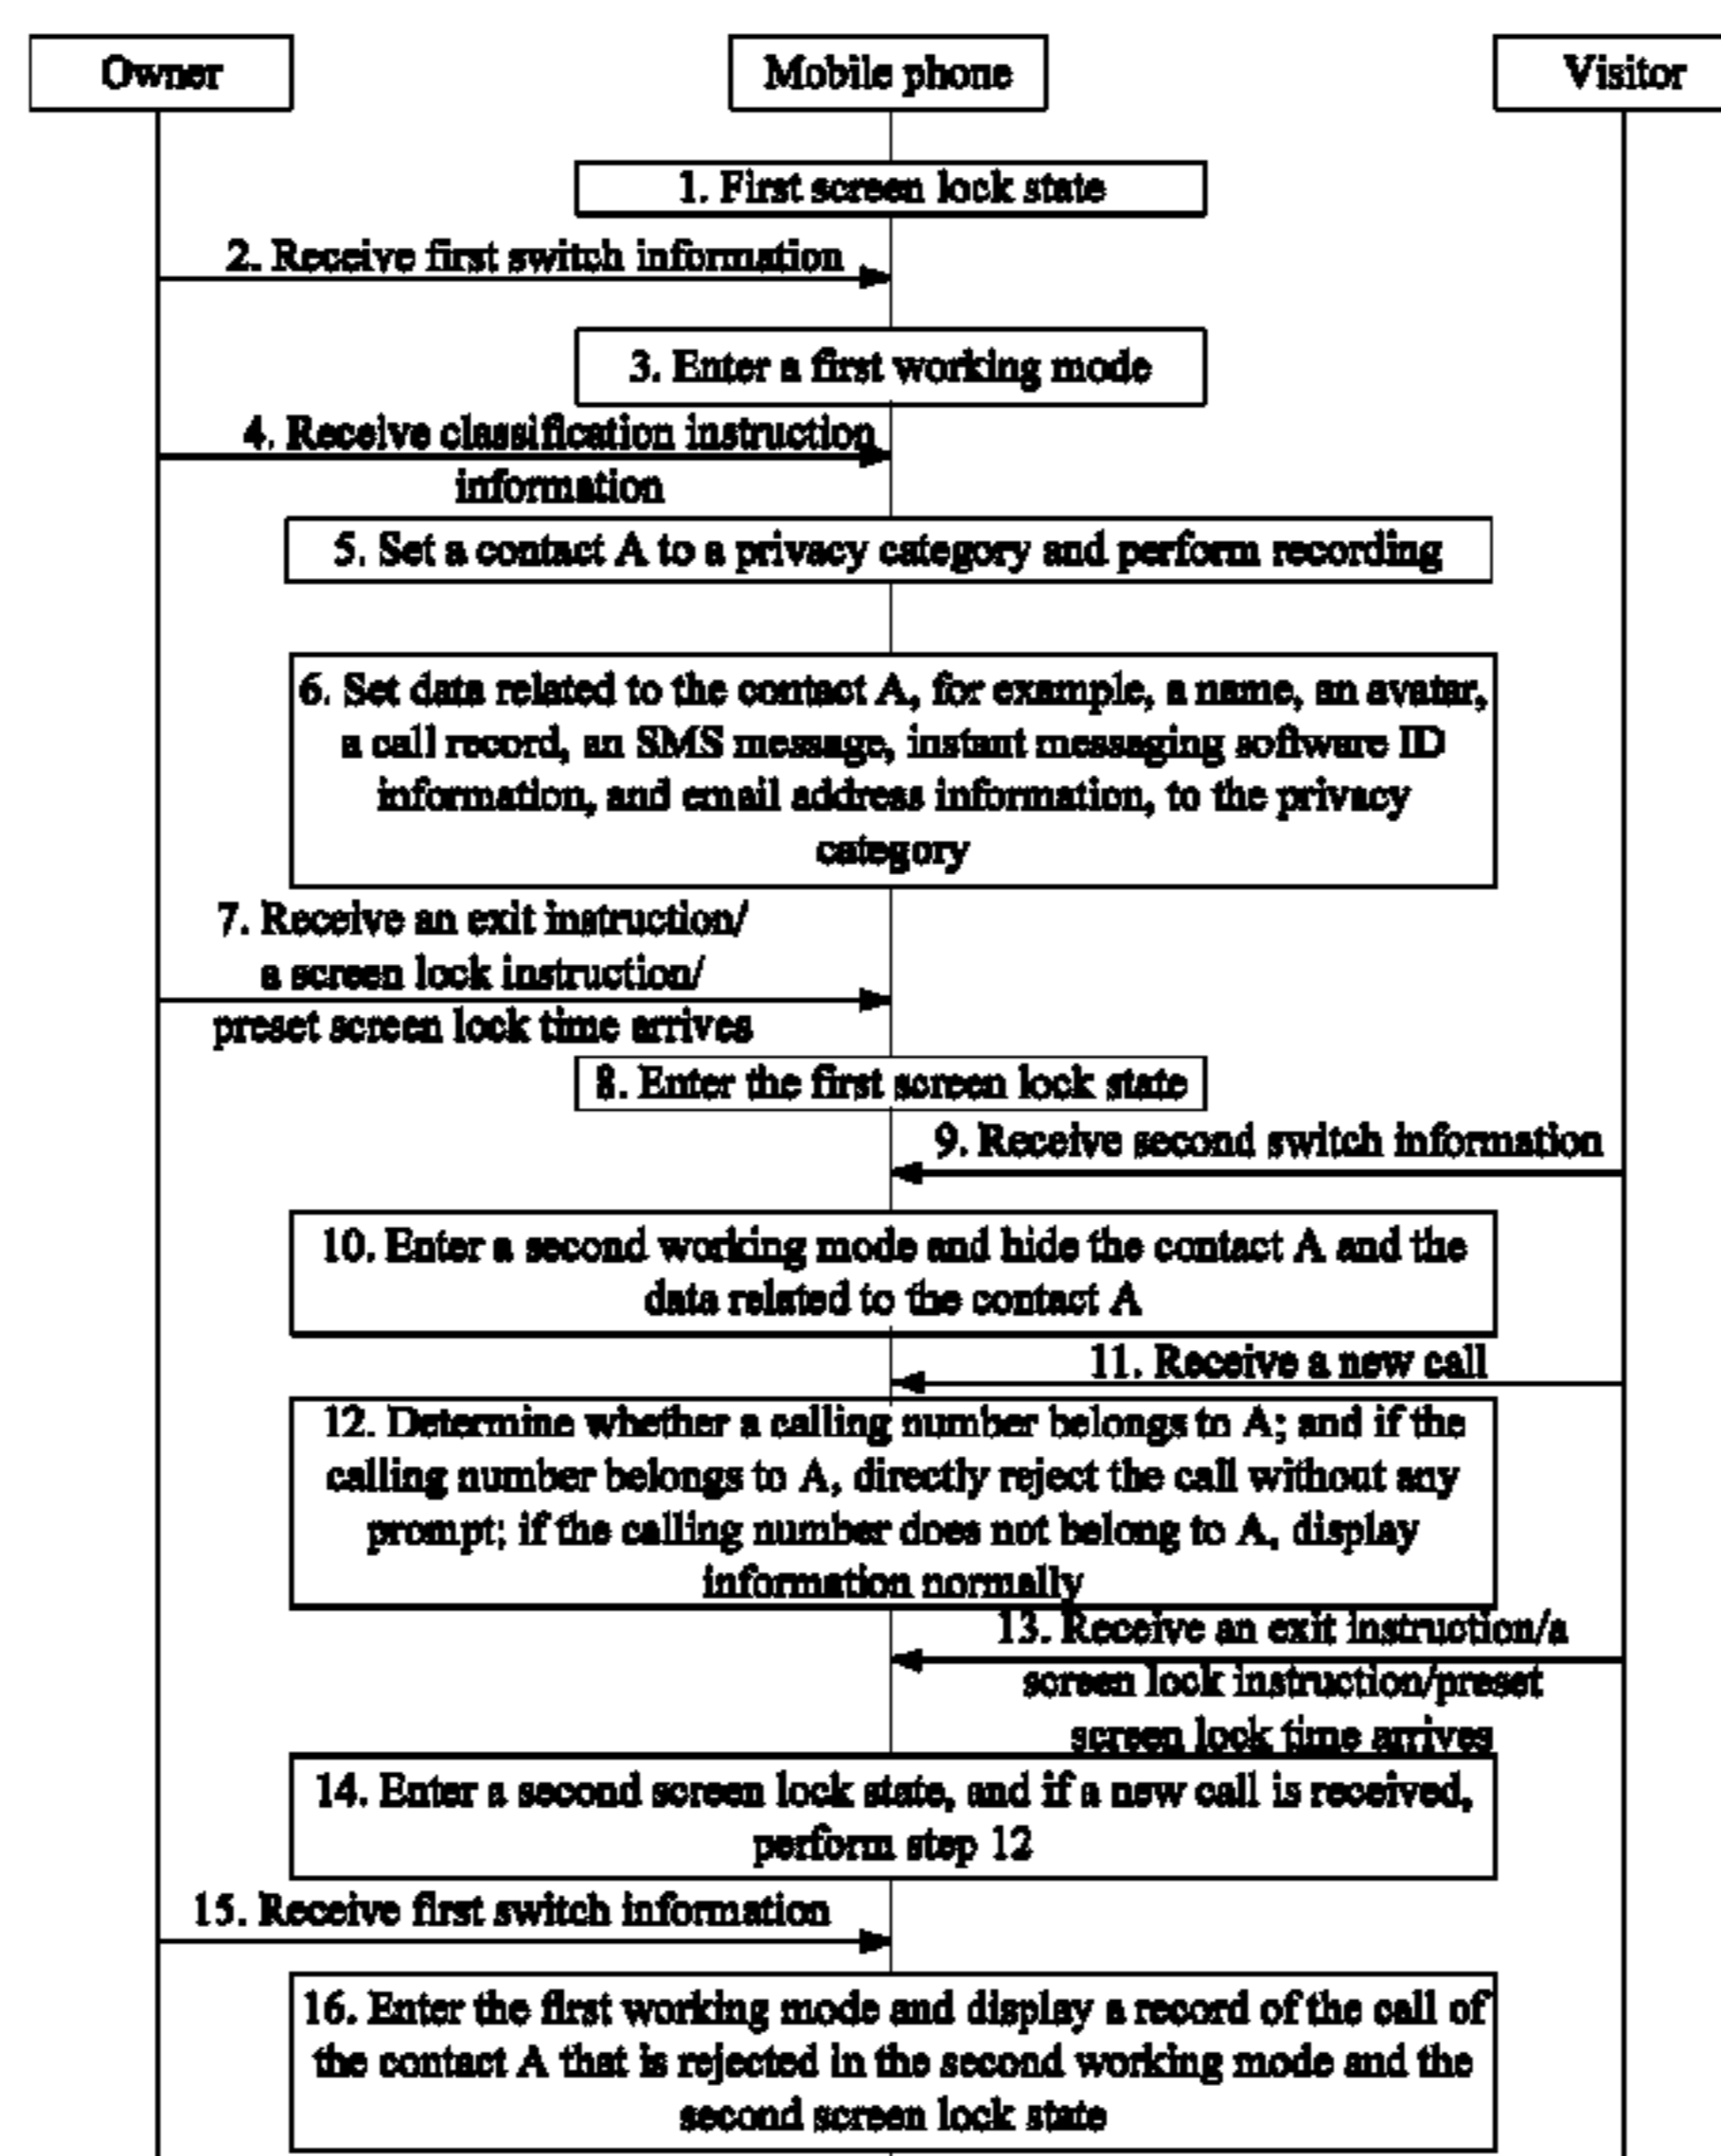 Owner
Mobile phone
Visitor
1. First screen lock state
2. Receive first switch information
3. Enter a first working mode
4. Receive classification instruction
information
5. Set a contact A to a privacy category and perform recording
6. Set data related to the contact A, for example, a name, an avatar,
a call record, an SMS message, instant messaging software ID
information, and email address information, to the privacy
category
7. Receive an exit instruction/
a screen lock instruction/
preset screen lock time arrives
8. Enter the first screen lock state
9. Receive second switch information
10. Enter a second working mode and hide the contact A and the
data related to the contact A
11. Receive a new call
12. Determine whether a calling number belongs to A; and if the
calling number belongs to A, directly reject the call without any
prompt; if the calling number does not belong to A, display
information normally
13. Receive an exit instruction/a
screen lock instruction/preset
screen lock time arrives
14. Enter a second screen lock state, and if a new call is received,
perform step 12
15. Receive first switch information
16. Enter the first working mode and display a record of the call of
the contact A that is rejected in the second working mode and the
second screen lock state